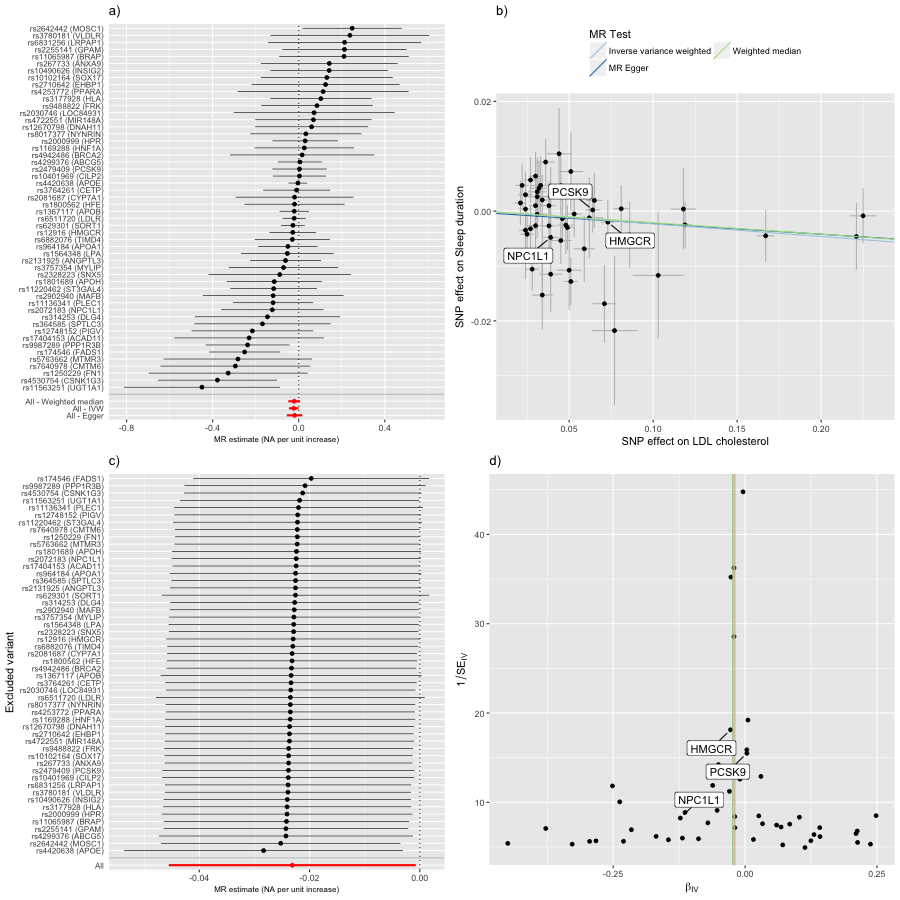 a)
rs2642442 (MOSC1)
rs3780181 (VLDLR)
rs6831256 (LRPAP1)
rs2255141 (GPAM)
rs11065987 (BRAP)
rs267733 (ANXA9)
rs10490626 (INSIG2)
rs10102164 (SOX17)
rs2710642 (EHBP1)
rs4253772 (PPARA)
rs3177928 (HLA)
rs9488822 (FRK)
rs2030746 (LOC84931)
rs4722551 (MIR148A)
rs12670798 (DNAH11)
rs8017377 (NYNRIN)
rs2000999 (HPR)
rs1169288 (HNF1A)
rs4942486 (BRCA2)
rs4299376 (ABCG5)
rs2479409 (PCSK9)
rs10401969 (CILP2)
rs4420638 (APOE)
rs3764261 (CETP)
rs2081687 (CYP7A1)
rs1800562 (HFE)
rs1367117 (APOB)
rs6511720 (LDLR)
rs629301 (SORT1)
rs12916 (HMGCR)
rs6882076 (TIMD4)
rs964184 (APOA1)
rs1564348 (LPA)
rs2131925 (ANGPTL3)
rs3757354 (MYLIP)
rs2328223 (SNX5)
rs1801689 (APOH)
rs11220462 (ST3GAL4)
rs2902940 (MAFB)
rs11136341 (PLEC1)
rs2072183 (NPC1L1)
rs314253 (DLG4)
rs364585 (SPTLC3)
rs12748152 (PIGV)
rs17404153 (ACAD11)
rs9987289 (PPP1R3B)
rs174546 (FADS1)
rs5763662 (MTMR3)
rs7640978 (CMTM6)
rs1250229 (FN1)
rs4530754 (CSNK1G3)
rs11563251 (UGT1A1)
All - Weighted median
All - IVW
All - Egger
-0.8 -0.4 0.0 0.4
MR estimate (NA per unit increase)
b)
MR Test
Inverse variance weighted
Weighted median
MR Egger
0.02
0.00
-0.02
SNP effect on Sleep duration
PCSK9
HMGCR
NPC1L1
0.05 0.10 0.15 0.20
SNP effect on LDL cholesterol
c)
Excluded variant
rs174546 (FADS1)
rs9987289 (PPP1R3B)
rs4530754 (CSNK1G3)
rs11563251 (UGT1A1)
rs11136341 (PLEC1)
rs12748152 (PIGV)
rs11220462 (ST3GAL4)
rs7640978 (CMTM6)
rs1250229 (FN1)
rs5763662 (MTMR3)
rs1801689 (APOH)
rs2072183 (NPC1L1)
rs17404153 (ACAD11)
rs964184 (APOA1)
rs364585 (SPTLC3)
rs2131925 (ANGPTL3)
rs629301 (SORT1)
rs314253 (DLG4)
rs2902940 (MAFB)
rs3757354 (MYLIP)
rs1564348 (LPA)
rs2328223 (SNX5)
rs12916 (HMGCR)
rs6882076 (TIMD4)
rs2081687 (CYP7A1)
rs1800562 (HFE)
rs4942486 (BRCA2)
rs1367117 (APOB)
rs3764261 (CETP)
rs2030746 (LOC84931)
rs6511720 (LDLR)
rs8017377 (NYNRIN)
rs4253772 (PPARA)
rs1169288 (HNF1A)
rs12670798 (DNAH11)
rs2710642 (EHBP1)
rs4722551 (MIR148A)
rs9488822 (FRK)
rs10102164 (SOX17)
rs267733 (ANXA9)
rs2479409 (PCSK9)
rs10401969 (CILP2)
rs6831256 (LRPAP1)
rs3780181 (VLDLR)
rs10490626 (INSIG2)
rs3177928 (HLA)
rs2000999 (HPR)
rs11065987 (BRAP)
rs2255141 (GPAM)
rs4299376 (ABCG5)
rs2642442 (MOSC1)
rs4420638 (APOE)
All
-0.04 -0.02 0.00
MR estimate (NA per unit increase)
d)
40
30
20
10
1/SE_IV
HMGCR
PCSK9
NPC1L1
-0.25 0.00 0.25
β_IV